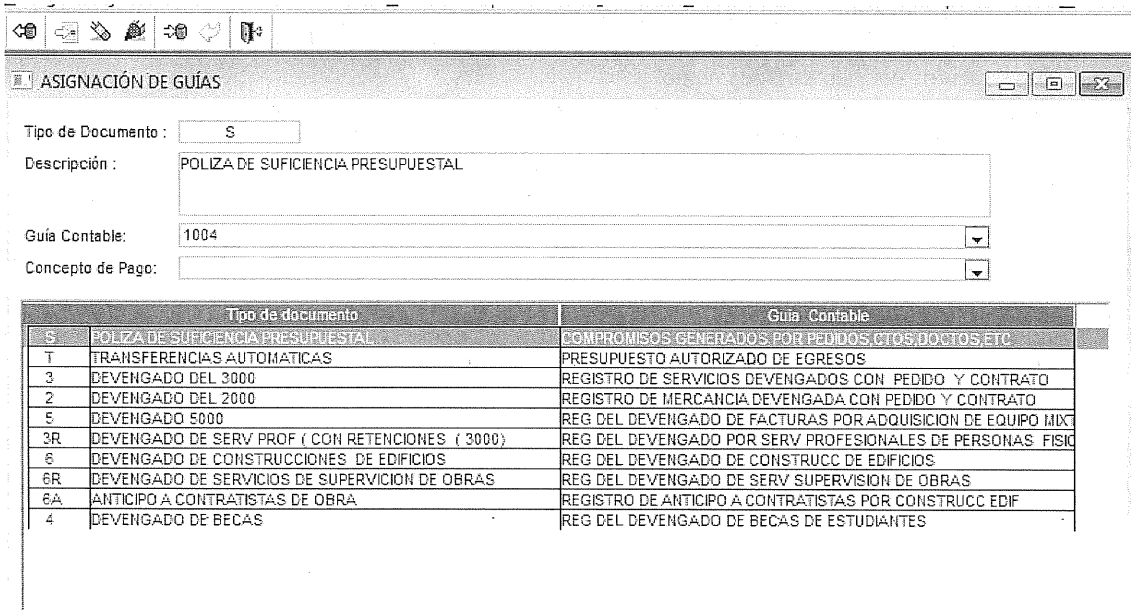 ASIGNACIÓN DE GUÍAS
Tipo de Documento : S
Descripción : POLIZA DE SUFICIENCIA PRESUPUESTAL
Guía Contable: 1004
Concepto de Pago:
Tipo de documento Guia Contable
S POLIZA DE SUFICIENCIA PRESUPUESTAL COMPROMISOS GENERADOS POR PEDIDOS,CTOS,DOCTOS,ETC
T TRANSFERENCIAS AUTOMATICAS PRESUPUESTO AUTORIZADO DE EGRESOS
3 DEVENGADO DEL 3000 REGISTRO DE SERVICIOS DEVENGADOS CON PEDIDO Y CONTRATO
2 DEVENGADO DEL 2000 REGISTRO DE MERCANCIA DEVENGADA CON PEDIDO Y CONTRATO
5 DEVENGADO 5000 REG DEL DEVENGADO DE FACTURAS POR ADQUISICION DE EQUIPO MIXT
3R DEVENGADO DE SERV PROF ( CON RETENCIONES ( 3000) REG DEL DEVENGADO POR SERV PROFESIONALES DE PERSONAS FISIC
6 DEVENGADO DE CONSTRUCCIONES DE EDIFICIOS REG DEL DEVENGADO DE CONSTRUCC DE EDIFICIOS
6R DEVENGADO DE SERVICIOS DE SUPERVICION DE OBRAS REG DEL DEVENGADO DE SERV SUPERVISION DE OBRAS
6A ANTICIPO A CONTRATISTAS DE OBRA REGISTRO DE ANTICIPO A CONTRATISTAS POR CONSTRUCC EDIF
4 DEVENGADO DE BECAS REG DEL DEVENGADO DE BECAS DE ESTUDIANTES